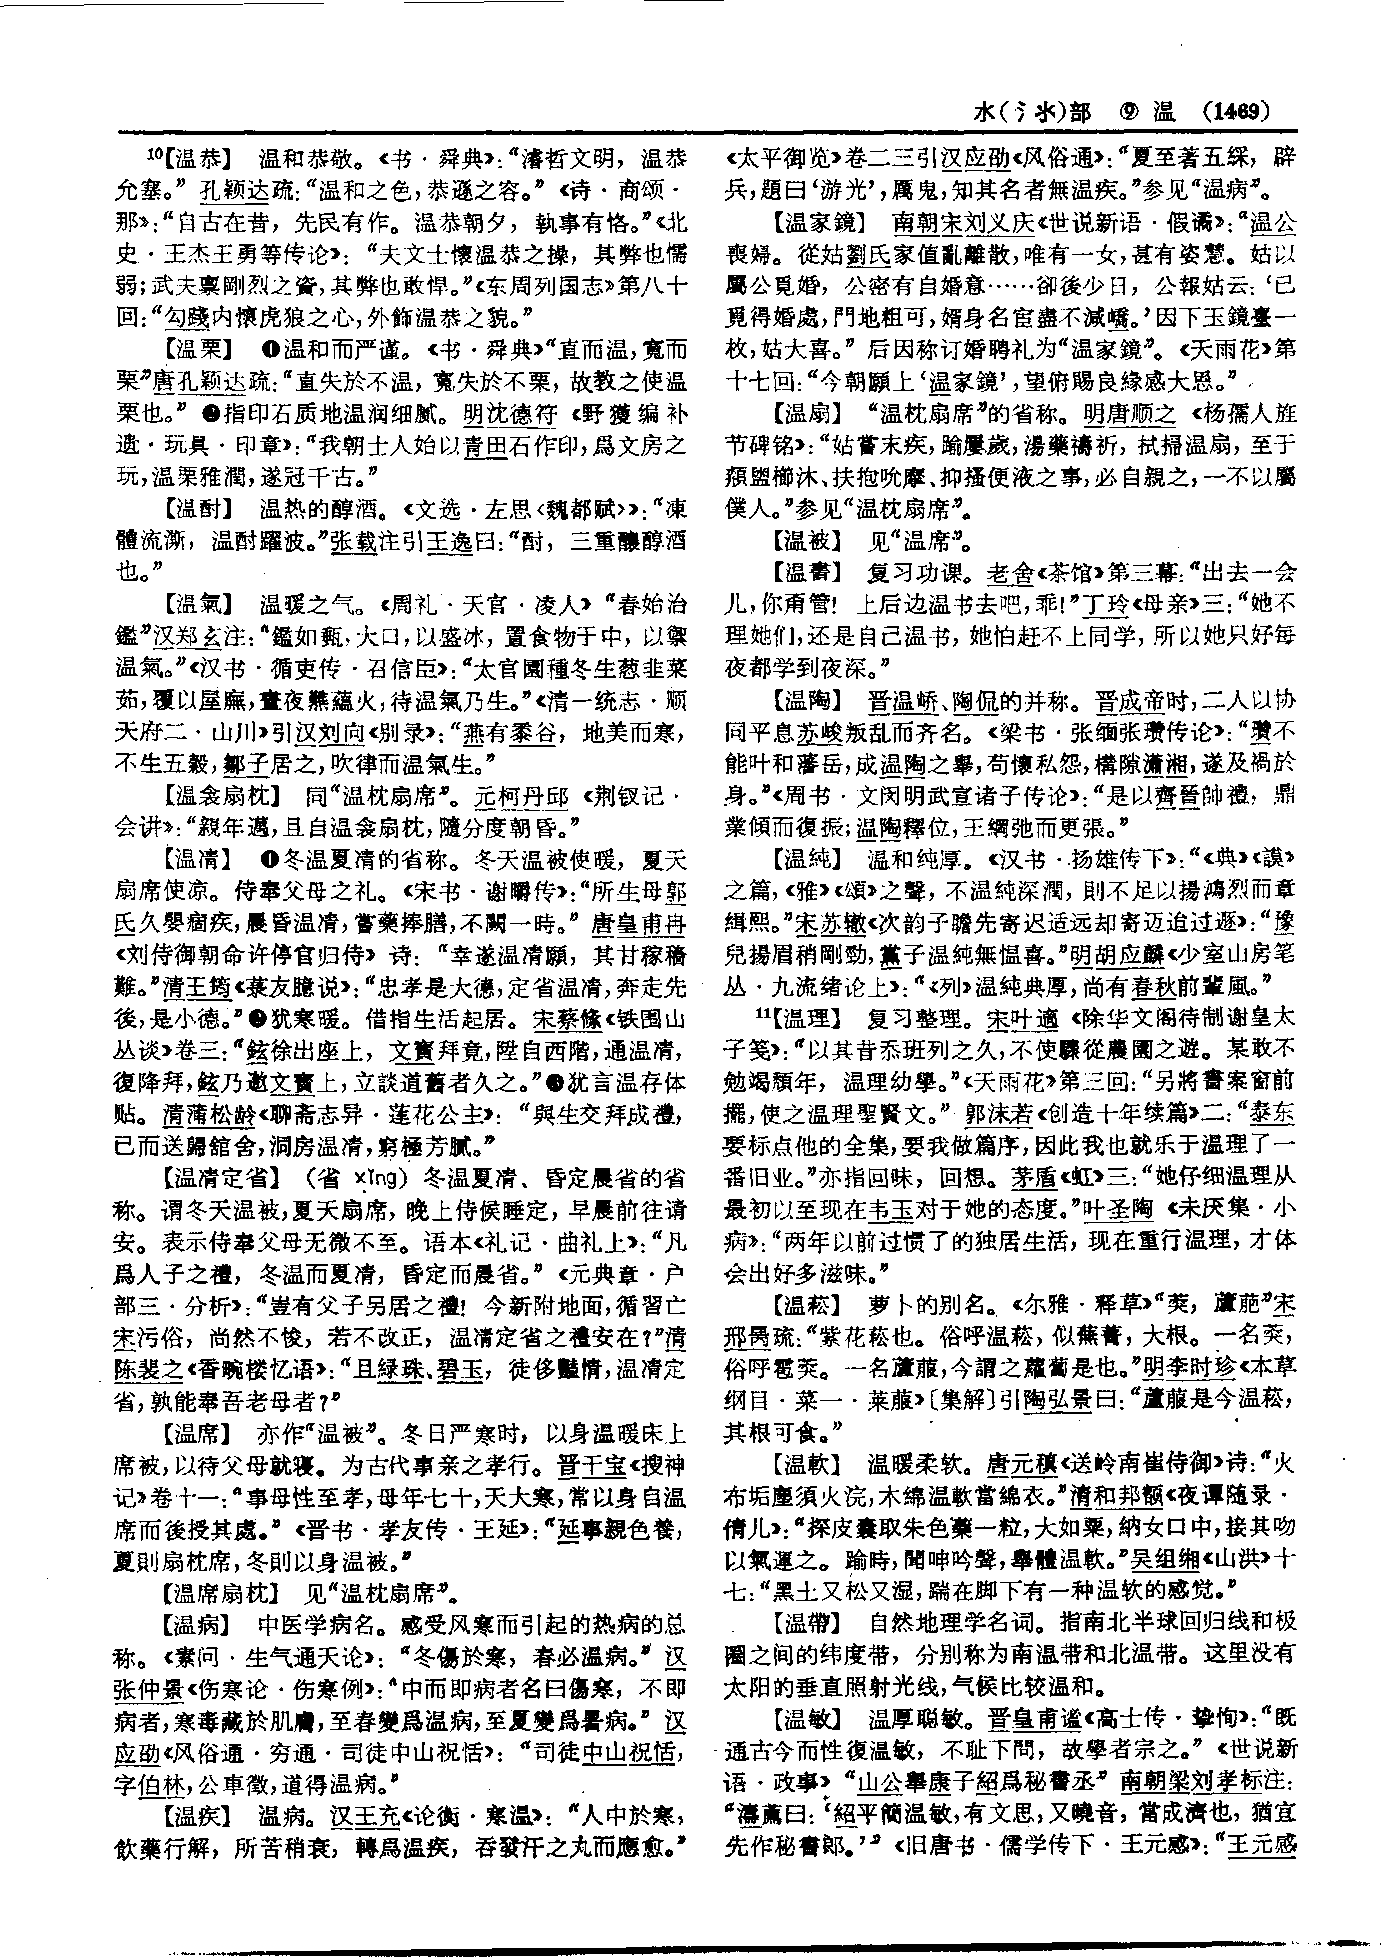 水(氵氺)部 ⑨ 温 (1469)
¹⁰【温恭】 温和恭敬。《书·舜典》:“濬哲文明,温恭
允塞。” 孔颖达疏:“温和之色,恭遜之容。”《诗·商颂·
那》:“自古在昔,先民有作。温恭朝夕,執事有恪。”《北
史·王杰王勇等传论》:“夫文士懷温恭之操,其弊也懦
弱;武夫禀剛烈之資,其弊也敢悍。”《东周列国志》第八十
回:“勾踐内懷虎狼之心,外飾温恭之貌。”
【温栗】 ❶温和而严谨。《书·舜典》“直而温,寬而
栗”唐孔颖达疏:“直失於不温,寬失於不栗,故教之使温
栗也。” ❷指印石质地温润细腻。明沈德符《野獲编补
遗·玩具·印章》:“我朝士人始以青田石作印,爲文房之
玩,温栗雅潤,遂冠千古。”
【温酎】 温热的醇酒。《文选·左思〈魏都赋〉》:“凍
醴流澌,温酎躍波。”张载注引王逸曰:“酎,三重釀醇酒
也。”
【温氣】 温暖之气。《周礼·天官·凌人》“春始治
鑑”汉郑玄注:“鑑如甄,大口,以盛冰,置食物于中,以禦
温氣。”《汉书·循吏传·召信臣》:“太官園種冬生葱韭菜
茹,覆以屋廡,晝夜㷼蕴火,待温氣乃生。”《清一统志·顺
天府二·山川》引汉刘向《别录》:“燕有黍谷,地美而寒,
不生五穀,鄒子居之,吹律而温氣生。”
【温衾扇枕】 同“温枕扇席”。元柯丹邱《荆钗记·
会讲》:“親年邁,且自温衾扇枕,隨分度朝昏。”
【温凊】 ❶冬温夏凊的省称。冬天温被使暖,夏天
扇席使凉。侍奉父母之礼。《宋书·谢瞻传》:“所生母郭
氏久嬰痼疾,晨昏温凊,嘗藥捧膳,不闕一時。” 唐皇甫冉
《刘侍御朝命许停官归侍》诗:“幸遂温凊願,其甘稼穡
難。”清王筠《菉友臆说》:“忠孝是大德,定省温凊,奔走先
後,是小德。”❷犹寒暖。借指生活起居。宋蔡絛《铁围山
丛谈》卷三:“鉉徐出座上,文寳拜竟,陞自西階,通温凊,
復降拜,鉉乃邀文寳上,立談道舊者久之。”❸犹言温存体
贴。清蒲松龄《聊斋志异·莲花公主》:“與生交拜成禮,
已而送歸館舍,洞房温凊,窮極芳膩。”
【温凊定省】 (省 xǐng) 冬温夏凊、昏定晨省的省
称。谓冬天温被,夏天扇席,晚上侍候睡定,早晨前往请
安。表示侍奉父母无微不至。语本《礼记·曲礼上》:“凡
爲人子之禮,冬温而夏凊,昏定而晨省。”《元典章·户
部三·分析》:“豈有父子另居之禮! 今新附地面,循習亡
宋污俗,尚然不悛,若不改正,温凊定省之禮安在?”清
陈裴之《香畹楼忆语》:“且緑珠、碧玉,徒侈豔情,温凊定
省,孰能奉吾老母者?”
【温席】 亦作“温被”。冬日严寒时,以身温暖床上
席被,以待父母就寝。为古代事亲之孝行。晋干宝《搜神
记》卷十一:“事母性至孝,母年七十,天大寒,常以身自温
席而後授其處。”《晋书·孝友传·王延》:“延事親色養,
夏則扇枕席,冬則以身温被。”
【温席扇枕】 见“温枕扇席”。
【温病】 中医学病名。感受风寒而引起的热病的总
称。《素问·生气通天论》:“冬傷於寒,春必温病。” 汉
张仲景《伤寒论·伤寒例》:“中而即病者名曰傷寒,不即
病者,寒毒藏於肌膚,至春變爲温病,至夏變爲暑病。” 汉
应劭《风俗通·穷通·司徒中山祝恬》:“司徒中山祝恬,
字伯林,公車徵,道得温病。”
【温疾】 温病。汉王充《论衡·寒温》:“人中於寒,
飲藥行解,所苦稍衰,轉爲温疾,吞發汗之丸而應愈。”
《太平御览》卷二三引汉应劭《风俗通》:“夏至著五綵,辟
兵,題曰‘游光’,厲鬼,知其名者無温疾。”参见“温病”。
【温家鏡】 南朝宋刘义庆《世说新语·假谲》:“温公
喪婦。從姑劉氏家值亂離散,唯有一女,甚有姿慧。姑以
屬公覓婚,公密有自婚意……卻後少日,公報姑云:‘已
覓得婚處,門地粗可,婿身名宦盡不減嶠。’因下玉鏡臺一
枚,姑大喜。” 后因称订婚聘礼为“温家鏡”。《天雨花》第
十七回:“今朝願上‘温家鏡’,望俯賜良緣感大恩。”
【温扇】 “温枕扇席”的省称。明唐顺之《杨孺人旌
节碑铭》:“姑嘗末疾,踰屢歲,湯藥禱祈,拭掃温扇,至于
頮盥櫛沐、扶抱吮摩、抑搔便液之事,必自親之,一不以屬
僕人。”参见“温枕扇席”。
【温被】 见“温席”。
【温書】 复习功课。老舍《茶馆》第三幕:“出去一会
儿,你甭管! 上后边温书去吧,乖!”丁玲《母亲》三:“她不
理她们,还是自己温书,她怕赶不上同学,所以她只好每
夜都学到夜深。”
【温陶】 晋温峤、陶侃的并称。晋成帝时,二人以协
同平息苏峻叛乱而齐名。《梁书·张缅张瓒传论》:“瓚不
能叶和蕃岳,成温陶之舉,苟懷私怨,構隙瀟湘,遂及禍於
身。”《周书·文闵明武宣诸子传论》:“是以齊晉帥禮,鼎
業傾而復振;温陶釋位,王綱弛而更張。”
【温純】 温和纯厚。《汉书·扬雄传下》:“《典》《謨》
之篇,《雅》《頌》之聲,不温純深潤,則不足以揚鴻烈而章
緝熙。”宋苏辙《次韵子瞻先寄迟适远却寄迈迨过遯》:“豫
兒揚眉稍剛勁,黨子温純無愠喜。”明胡应麟《少室山房笔
丛·九流绪论上》:“《列》温純典厚,尚有春秋前輩風。”
¹¹【温理】 复习整理。宋叶適《除华文阁待制谢皇太
子笺》:“以其昔忝班列之久,不使驟從農圃之遊。某敢不
勉竭頽年,温理幼學。”《天雨花》第三回:“另將書案窗前
擺,使之温理聖賢文。” 郭沫若《创造十年续篇》二:“泰东
要标点他的全集,要我做篇序,因此我也就乐于温理了一
番旧业。”亦指回味,回想。茅盾《虹》三:“她仔细温理从
最初以至现在韦玉对于她的态度。”叶圣陶《未厌集·小
病》:“两年以前过惯了的独居生活,现在重行温理,才体
会出好多滋味。”
【温菘】 萝卜的别名。《尔雅·释草》“葖,蘆萉”宋
邢昺疏:“紫花菘也。俗呼温菘,似蕪菁,大根。一名葖,
俗呼雹葖。一名蘆菔,今謂之蘿蔔是也。”明李时珍《本草
纲目·菜一·莱菔》〔集解〕引陶弘景曰:“蘆菔是今温菘,
其根可食。”
【温軟】 温暖柔软。唐元稹《送岭南崔侍御》诗:“火
布垢塵須火浣,木綿温軟當綿衣。”清和邦额《夜谭随录·
倩儿》:“探皮囊取朱色藥一粒,大如粟,納女口中,接其吻
以氣運之。踰時,聞呻吟聲,舉體温軟。”吴组缃《山洪》十
七:“黑土又松又湿,踹在脚下有一种温软的感觉。”
【温帶】 自然地理学名词。指南北半球回归线和极
圈之间的纬度带,分别称为南温带和北温带。这里没有
太阳的垂直照射光线,气候比较温和。
【温敏】 温厚聪敏。晋皇甫谧《高士传·挚恂》:“既
通古今而性復温敏,不耻下問,故學者宗之。”《世说新
语·政事》“山公舉康子紹爲秘書丞” 南朝梁刘孝标注:
“濤薦曰:‘紹平簡温敏,有文思,又曉音,當成濟也,猶宜
先作秘書郎。’”《旧唐书·儒学传下·王元感》:“王元感